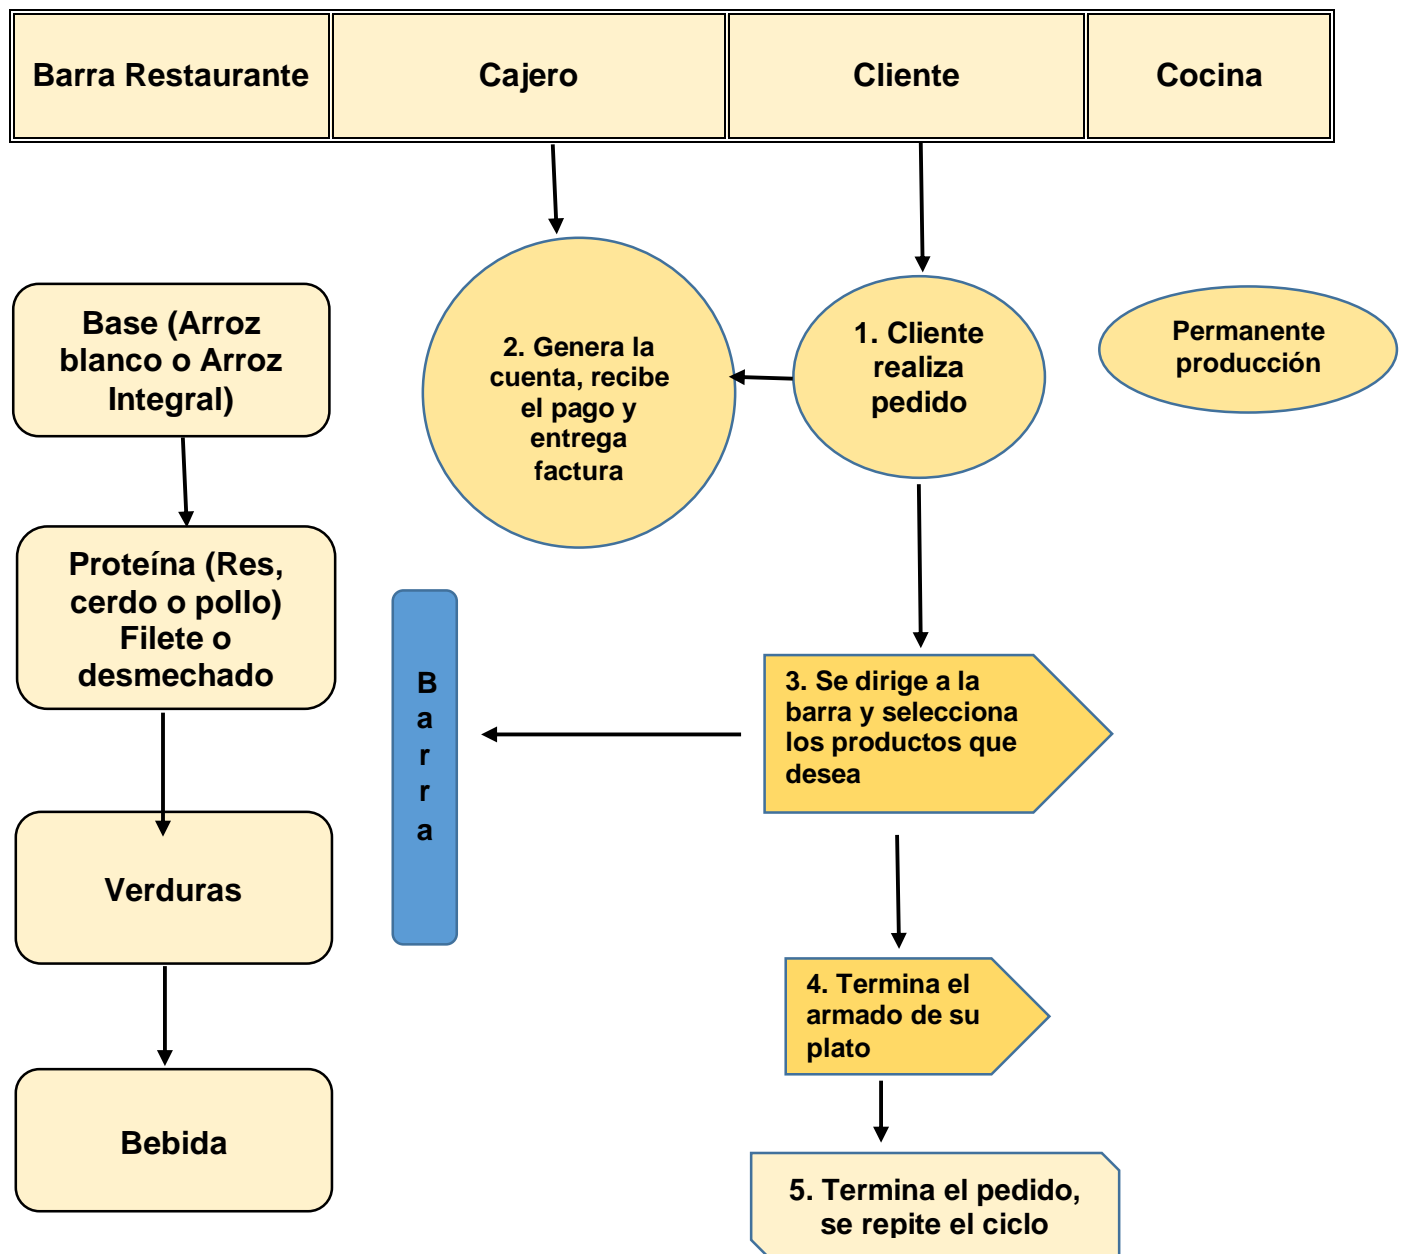 Barra Restaurante
Cajero
Cliente
Cocina
Base (Arroz
blanco o Arroz
Integral)
Proteína (Res,
cerdo o pollo)
Filete o
desmechado
Verduras
Bebida
2. Genera la
cuenta, recibe
el pago y
entrega
factura
B
a
r
r
a
1. Cliente
realiza
pedido
3. Se dirige a la
barra y selecciona
los productos que
desea
4. Termina el
armado de su
plato
5. Termina el pedido,
se repite el ciclo
Permanente
producción